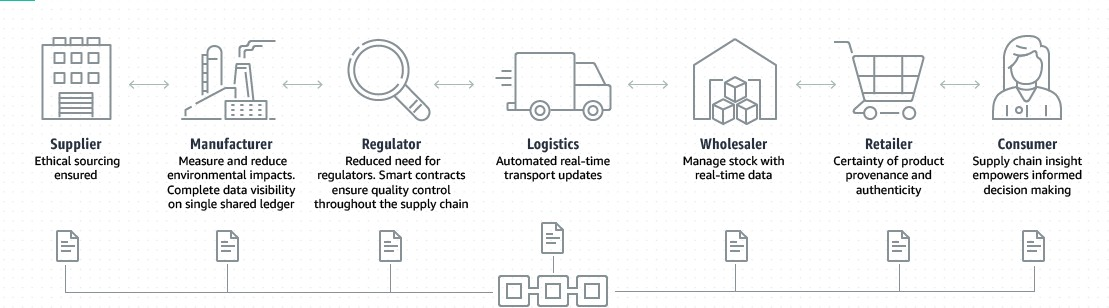 Supplier
Ethical sourcing
ensured
Manufacturer
Measure and reduce
environmental impacts.
Complete data visibility
on single shared ledger
Regulator
Reduced need for
regulators. Smart contracts
ensure quality control
throughout the supply chain
Logistics
Automated real-time
transport updates
Wholesaler
Manage stock with
real-time data
Retailer
Certainty of product
provenance and
authenticity
Consumer
Supply chain insight
empowers informed
decision making